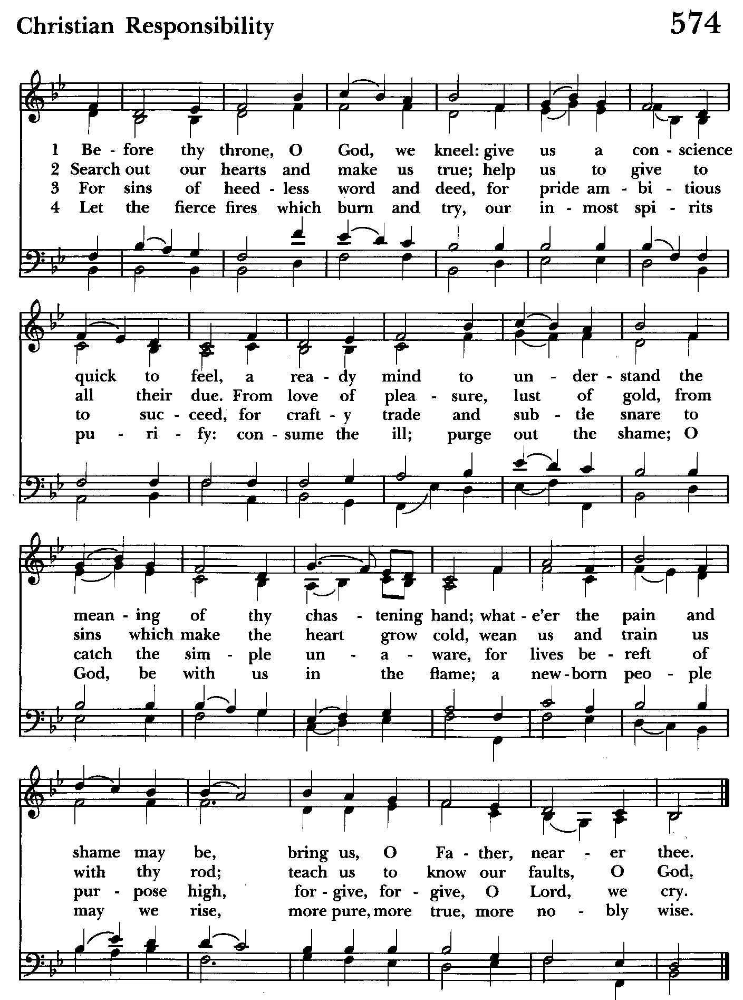 Christian Responsibility 574
1 Be - fore thy throne, O God, we kneel: give us a con - science
2 Search out our hearts and make us true; help us to give to
3 For sins of heed - less word and deed, for pride am - bi - tious
4 Let the fierce fires which burn and try, our in - most spi - rits
quick to feel, a rea - dy mind to un - der - stand the
all their due. From love of plea - sure, lust of gold, from
to suc - ceed, for craft - y trade and sub - tle snare to
pu - ri - fy: con - sume the ill; purge out the shame; O
mean - ing of thy chas - tening hand; what - e'er the pain and
sins which make the heart grow cold, wean us and train us
catch the sim - ple un - a - ware, for lives be - reft of
God, be with us in the flame; a new - born peo - ple
shame may be, bring us, O Fa - ther, near - er thee.
with thy rod; teach us to know our faults, O God.
pur - pose high, for - give, for - give, O Lord, we cry.
may we rise, more pure, more true, more no - bly wise.